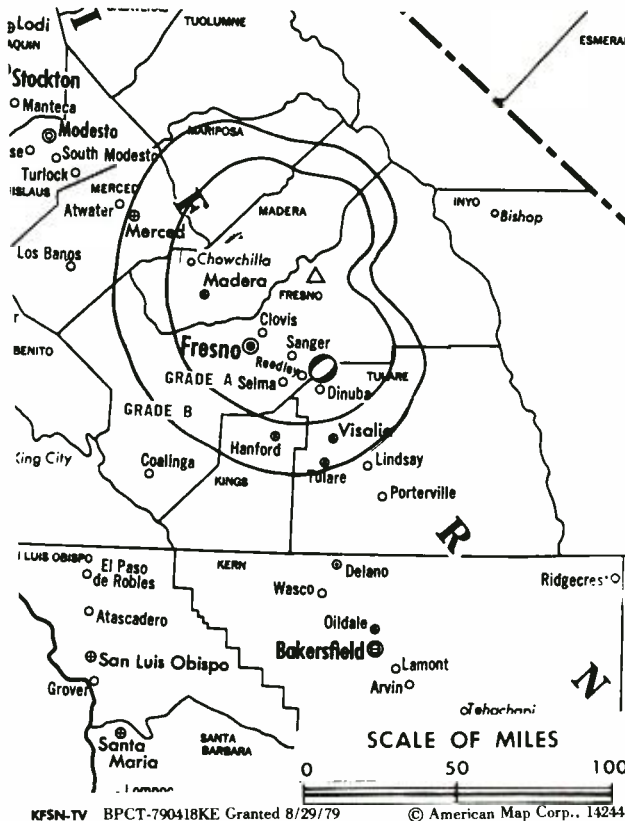 Lodi
TUOLUMNE
AQUIN
ESMERAL
Stockton
Manteca
Modesto
MARIPOSA
South Modesto
Turlock
ISLAUS
MERCED
Atwater
Merced
MADERA
INYO
Bishop
Los Banos
Chowchilla
Madera
FRESNO
Clovis
BENITO
Fresno
Sanger
Reedley
GRADE A
Selma
TULARE
Dinuba
GRADE B
Hanford
Visalia
King City
Coalinga
Lindsay
KINGS
Tulare
Porterville
R
LUIS OBISPO
KERN
El Paso
de Robles
Delano
Ridgecrest
Wasco
Atascadero
Oildale
San Luis Obispo
Bakersfield
Lamont
Grover
Arvin
N
Tehachapi
Santa
Maria
SANTA
BARBARA
SCALE OF MILES
0 50 100
KFSN-TV BPCT-790418KE Granted 8/29/79 © American Map Corp., 14244